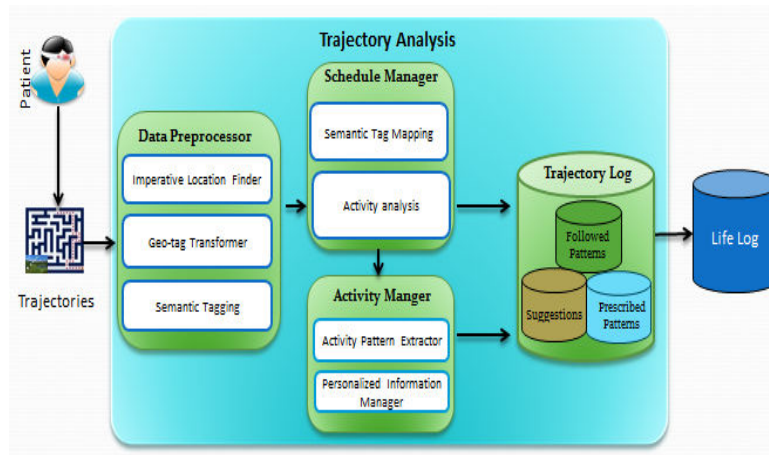 Trajectory Analysis
Patient
Trajectories
Data Preprocessor
Imperative Location Finder
Geo-tag Transformer
Semantic Tagging
Schedule Manager
Semantic Tag Mapping
Activity analysis
Activity Manger
Activity Pattern Extractor
Personalized Information
Manager
Trajectory Log
Followed
Patterns
Suggestions
Prescribed
Patterns
Life Log